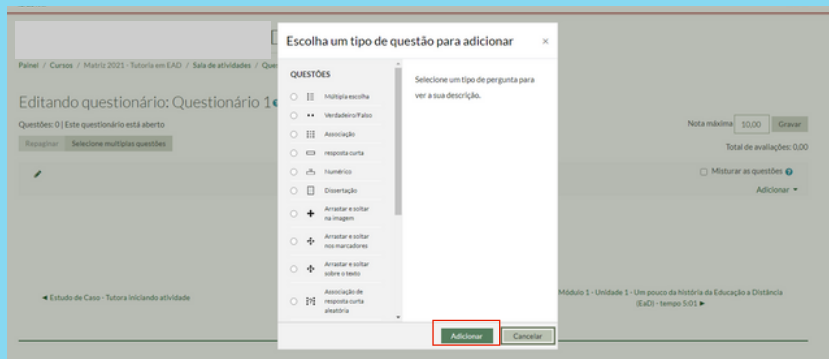 Escolha um tipo de questão para adicionar ×
Painel / Cursos / Matriz 2021 - Tutoria em EAD / Sala de atividades / Que
QUESTÕES
Selecione um tipo de pergunta para
ver a sua descrição.
Múltipla escolha
Editando questionário: Questionário 1
Verdadeiro/Falso
Questões: 0 | Este questionário está aberto
Nota máxima 10,00 Gravar
Associação
Repaginar Selecione multiplas questões
Total de avaliações: 0,00
resposta curta
Numérico
Misturar as questões
Dissertação
Adicionar
Arrastar e soltar
na imagem
Arrastar e soltar
nos marcadores
Arrastar e soltar
sobre o texto
Associação de
resposta curta
aleatória
◄ Estudo de Caso - Tutora iniciando atividade
Módulo 1 - Unidade 1 - Um pouco da história da Educação a Distância
(EaD) - tempo 5:01 ►
Adicionar Cancelar